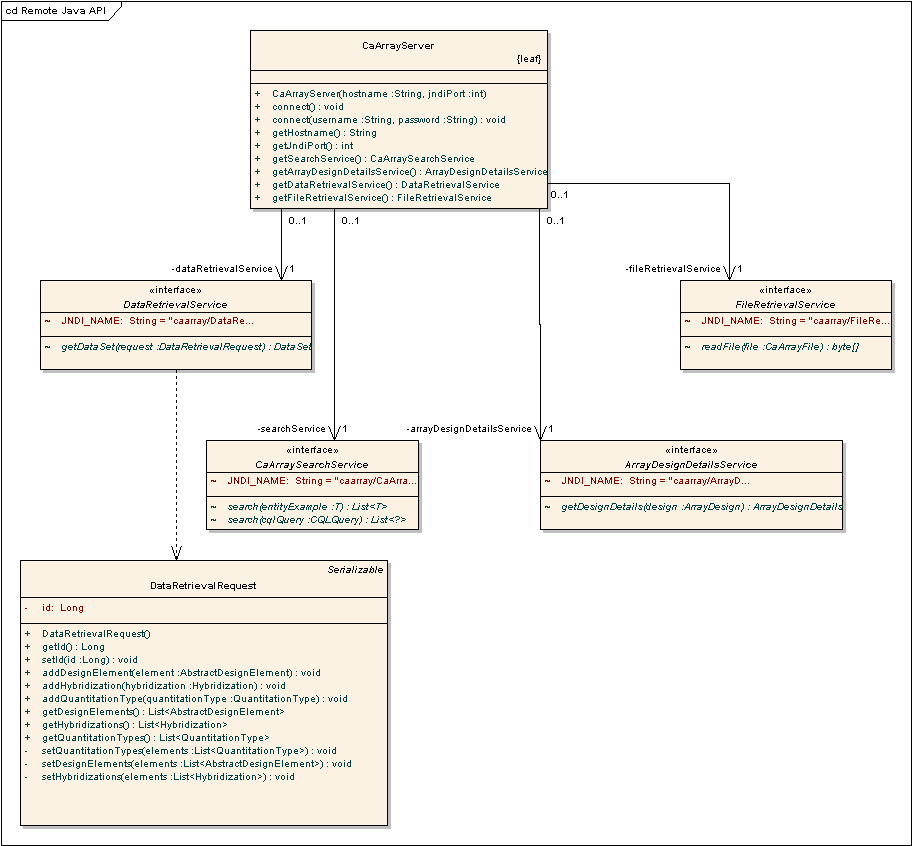 cd Remote Java API
CaArrayServer
{leaf}
+ CaArrayServer(hostname :String, jndiPort :int)
+ connect() : void
+ connect(username :String, password :String) : void
+ getHostname() : String
+ getJndiPort() : int
+ getSearchService() : CaArraySearchService
+ getArrayDesignDetailsService() : ArrayDesignDetailsService
+ getDataRetrievalService() : DataRetrievalService
+ getFileRetrievalService() : FileRetrievalService
0..1
0..1
0..1
0..1
-dataRetrievalService
1
-fileRetrievalService
1
«interface»
DataRetrievalService
~ JNDI_NAME: String = "caarray/DataRe...
~ getDataSet(request :DataRetrievalRequest) : DataSet
«interface»
FileRetrievalService
~ JNDI_NAME: String = "caarray/FileRe...
~ readFile(file :CaArrayFile) : byte[]
-searchService
1
-arrayDesignDetailsService
1
«interface»
CaArraySearchService
~ JNDI_NAME: String = "caarray/CaArra...
~ search(entityExample :T) : List<T>
~ search(cqlQuery :CQLQuery) : List<?>
«interface»
ArrayDesignDetailsService
~ JNDI_NAME: String = "caarray/ArrayD...
~ getDesignDetails(design :ArrayDesign) : ArrayDesignDetails
Serializable
DataRetrievalRequest
- id: Long
+ DataRetrievalRequest()
+ getId() : Long
+ setId(id :Long) : void
+ addDesignElement(element :AbstractDesignElement) : void
+ addHybridization(hybridization :Hybridization) : void
+ addQuantitationType(quantitationType :QuantitationType) : void
+ getDesignElements() : List<AbstractDesignElement>
+ getHybridizations() : List<Hybridization>
+ getQuantitationTypes() : List<QuantitationType>
- setQuantitationTypes(elements :List<QuantitationType>) : void
- setDesignElements(elements :List<AbstractDesignElement>) : void
- setHybridizations(elements :List<Hybridization>) : void